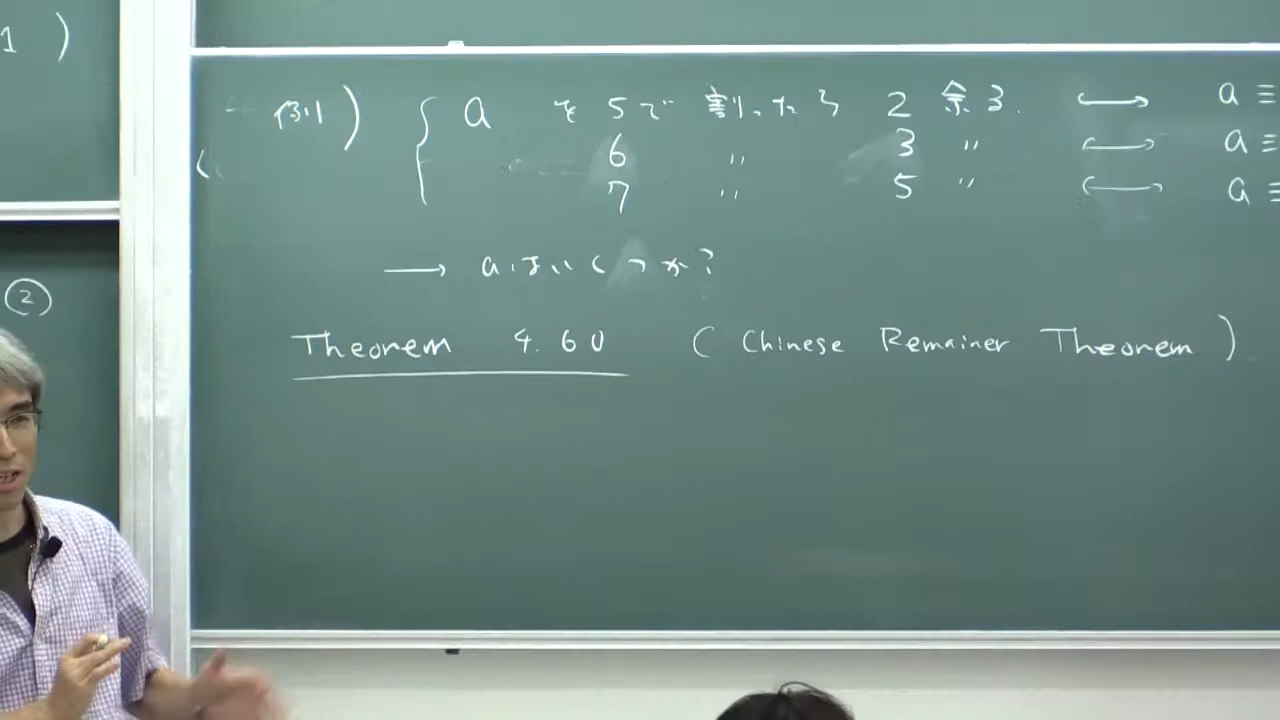 1 )
②
例) { a を 5 で 割ったら 2 余る. ⟷ a ≡
6 〃 3 〃 ⟷ a ≡
7 〃 5 〃 ⟷ a ≡
→ a はいくつか?
Theorem 4.60 ( Chinese Remainer Theorem )